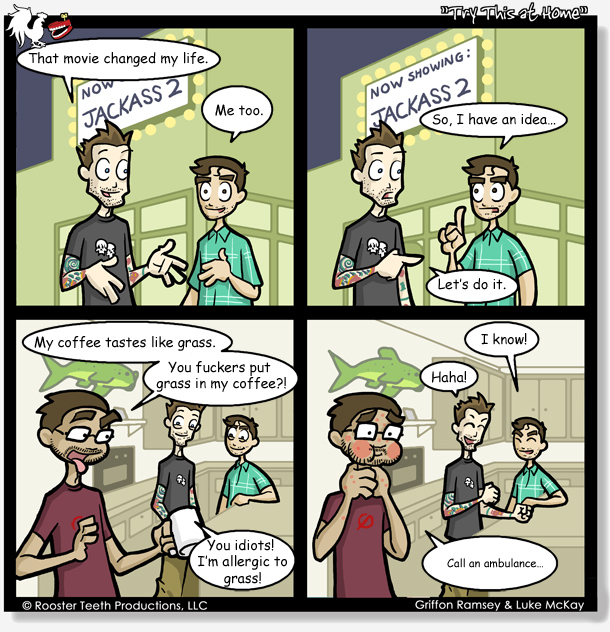 "Try This at Home"
That movie changed my life.
Me too.
NOW
JACKASS 2
NOW SHOWING:
JACKASS 2
So, I have an idea...
Let's do it.
My coffee tastes like grass.
You fuckers put
grass in my coffee?!
You idiots!
I'm allergic to
grass!
I know!
Haha!
Call an ambulance...
© Rooster Teeth Productions, LLC
Griffon Ramsey & Luke McKay